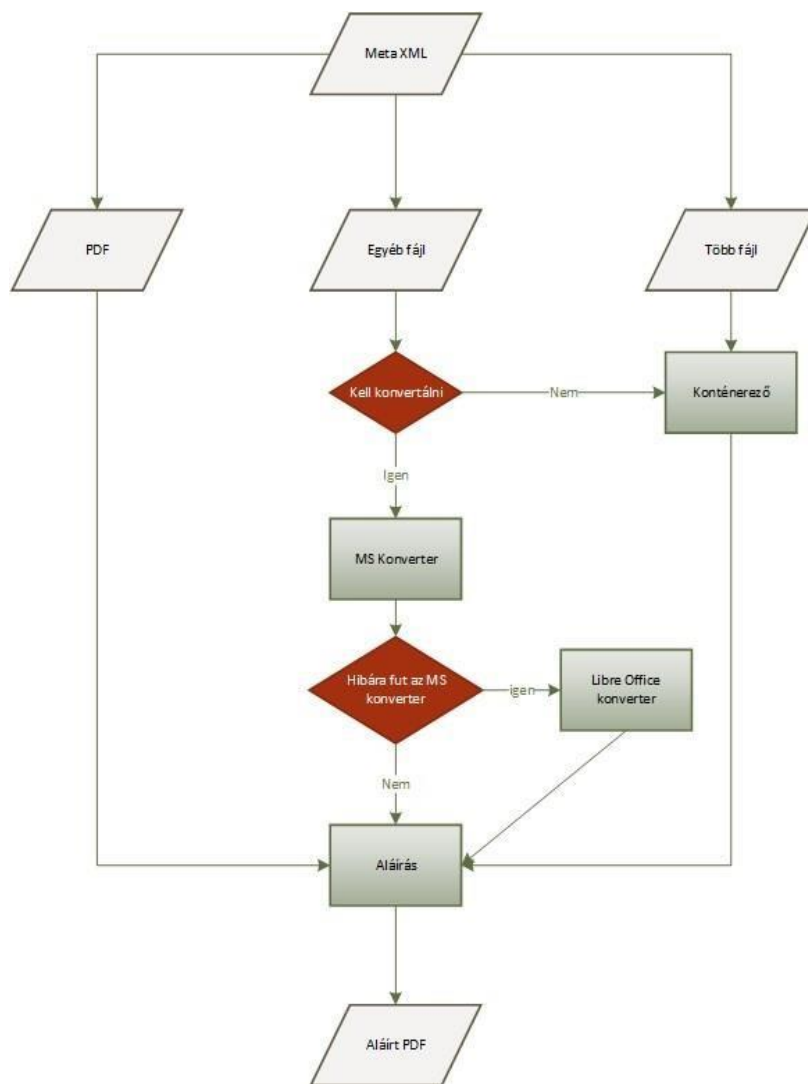 Meta XML
PDF
Egyéb fájl
Több fájl
Kell konvertálni
Nem
Konténerező
Igen
MS Konverter
Hibára fut az MS
konverter
igen
Libre Office
konverter
Nem
Aláírás
Aláírt PDF